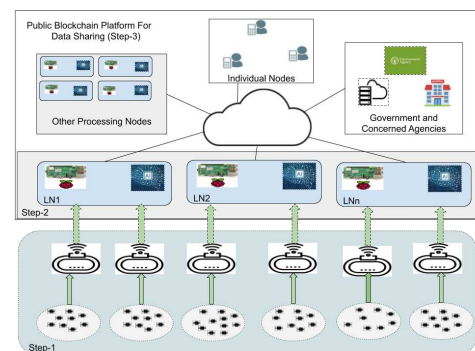 Public Blockchain Platform For
Data Sharing (Step-3)
Other Processing Nodes
Individual Nodes
Government and
Concerned Agencies
LN1
LN2
LNn
Step-2
Step-1